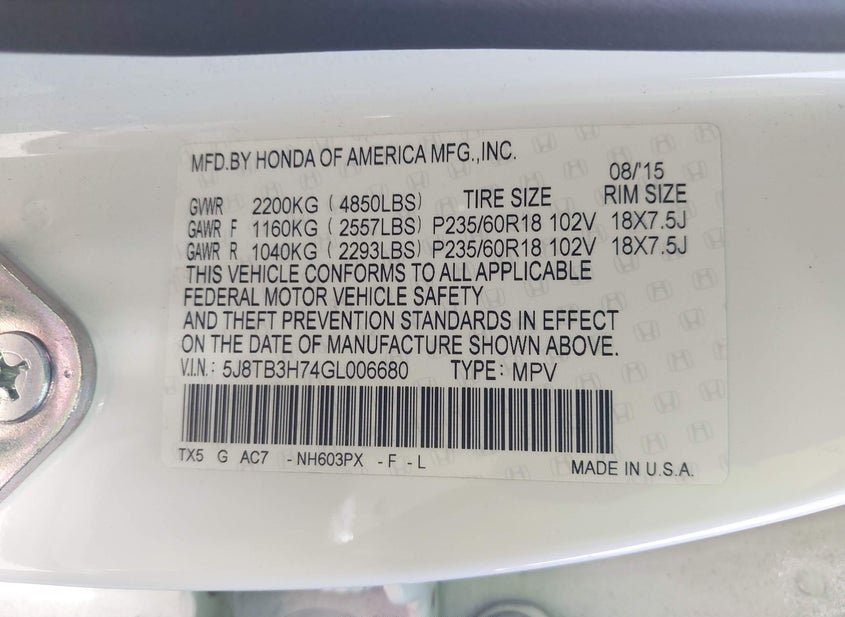 MFD.BY HONDA OF AMERICA MFG.,INC.
08/'15
GVWR 2200KG ( 4850LBS) TIRE SIZE RIM SIZE
GAWR F 1160KG ( 2557LBS) P235/60R18 102V 18X7.5J
GAWR R 1040KG ( 2293LBS) P235/60R18 102V 18X7.5J
THIS VEHICLE CONFORMS TO ALL APPLICABLE
FEDERAL MOTOR VEHICLE SAFETY
AND THEFT PREVENTION STANDARDS IN EFFECT
ON THE DATE OF MANUFACTURE SHOWN ABOVE.
V.I.N.: 5J8TB3H74GL006680 TYPE: MPV
TX5 G AC7 -NH603PX -F -L MADE IN U.S.A.